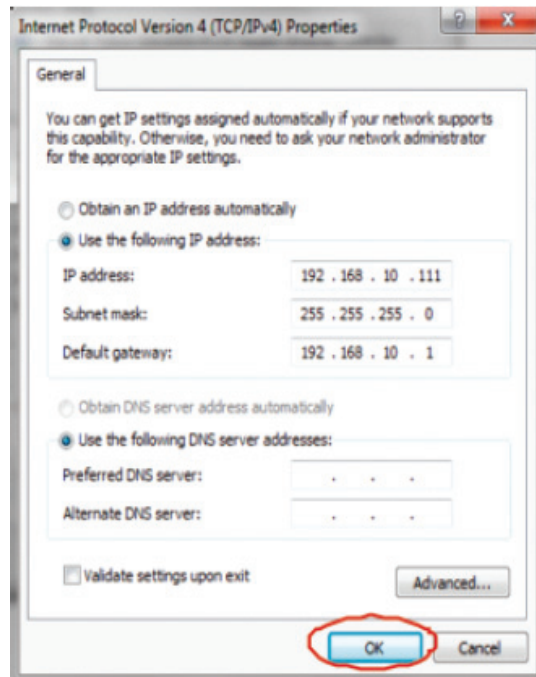 Internet Protocol Version 4 (TCP/IPv4) Properties
?
X
General
You can get IP settings assigned automatically if your network supports
this capability. Otherwise, you need to ask your network administrator
for the appropriate IP settings.
Obtain an IP address automatically
Use the following IP address:
IP address: 192 . 168 . 10 . 111
Subnet mask: 255 . 255 . 255 . 0
Default gateway: 192 . 168 . 10 . 1
Obtain DNS server address automatically
Use the following DNS server addresses:
Preferred DNS server: . . .
Alternate DNS server: . . .
Validate settings upon exit
Advanced...
OK Cancel